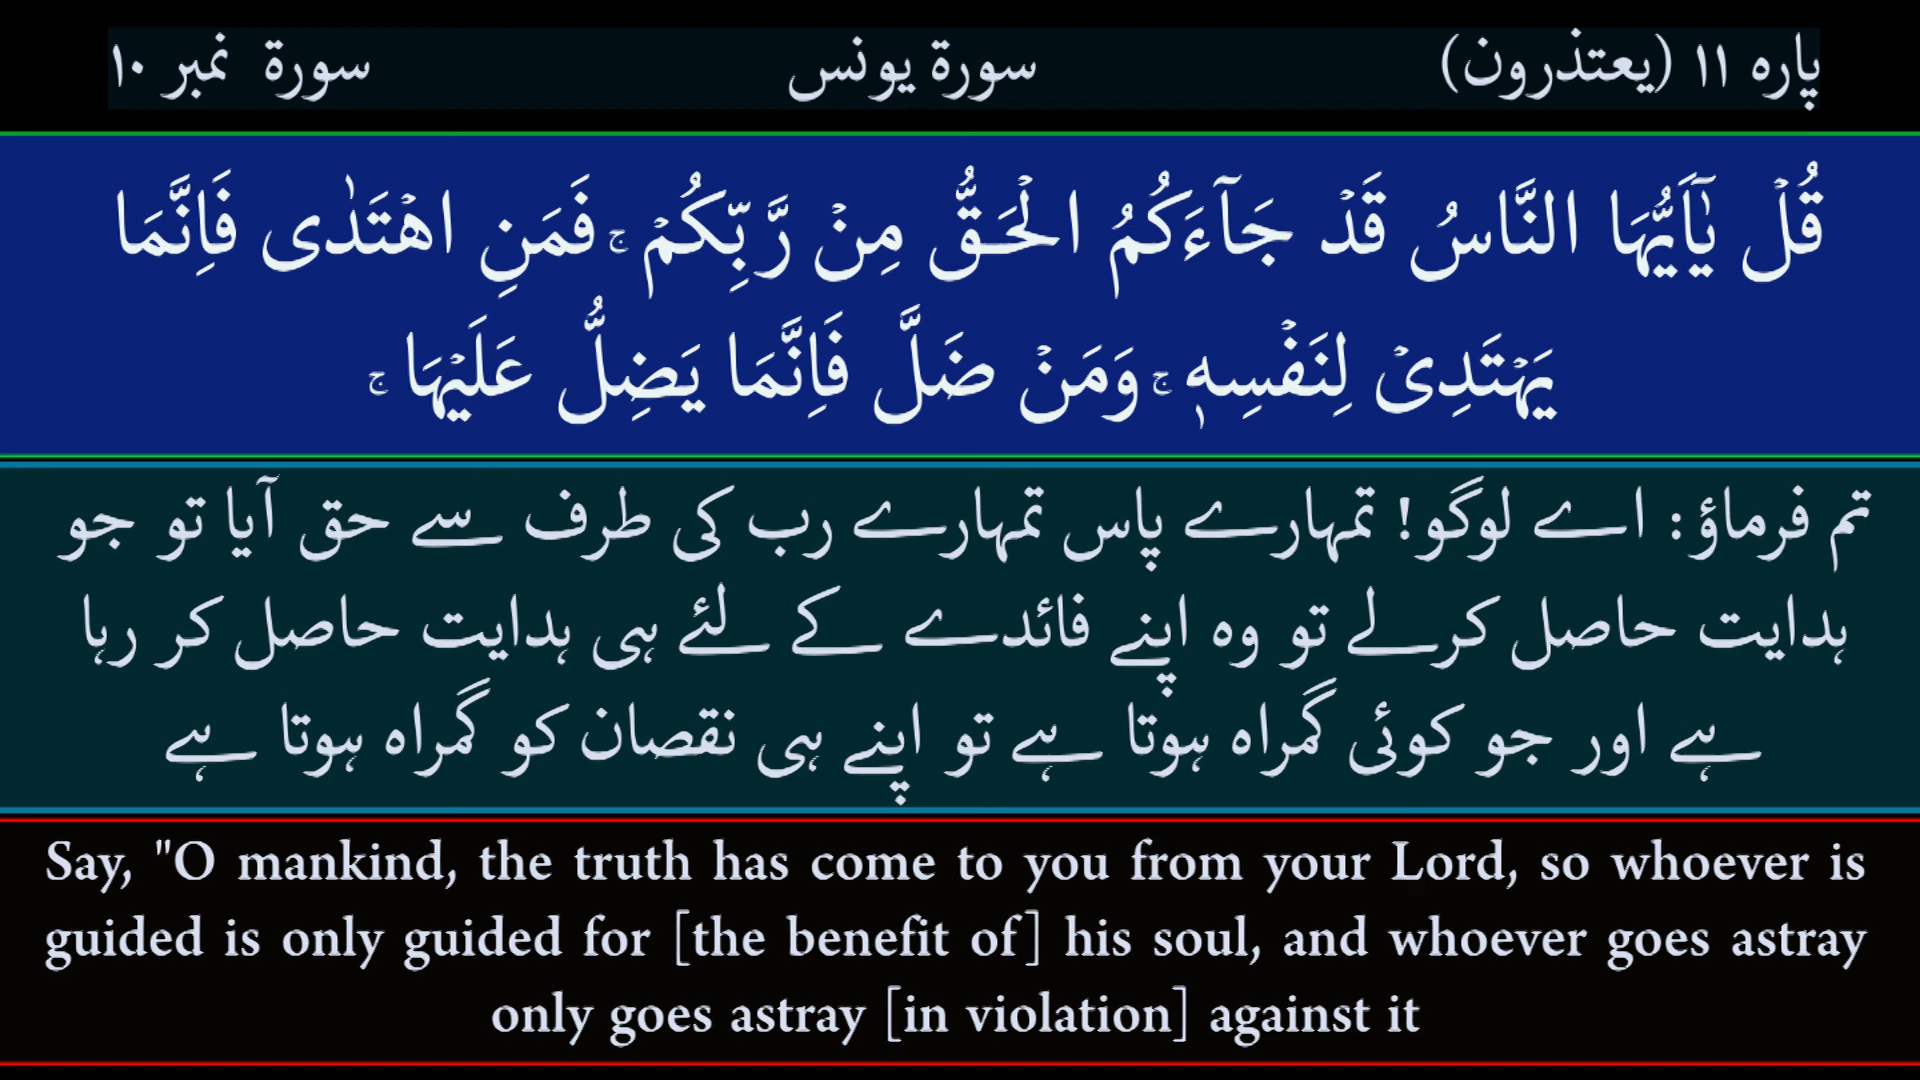 پارہ ۱۱ (یعتذرون) سورۃ یونس سورۃ نمبر ۱۰
قُلْ يٰۤاَيُّهَا النَّاسُ قَدْ جَآءَكُمُ الْحَـقُّ مِنْ رَّبِّكُمْ‌ۚ فَمَنِ اهْتَدٰى فَاِنَّمَا
يَهْتَدِىْ لِنَفْسِهٖ‌ۚ وَمَنْ ضَلَّ فَاِنَّمَا يَضِلُّ عَلَيْهَا‌ۚ
تم فرماؤ: اے لوگو! تمہارے پاس تمہارے رب کی طرف سے حق آیا تو جو
ہدایت حاصل کرلے تو وہ اپنے فائدے کے لئے ہی ہدایت حاصل کر رہا
ہے اور جو کوئی گمراہ ہوتا ہے تو اپنے ہی نقصان کو گمراہ ہوتا ہے
Say, "O mankind, the truth has come to you from your Lord, so whoever is
guided is only guided for [the benefit of] his soul, and whoever goes astray
only goes astray [in violation] against it